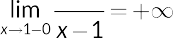 lim x→1−0 ‾‾‾/(x − 1) = +∞